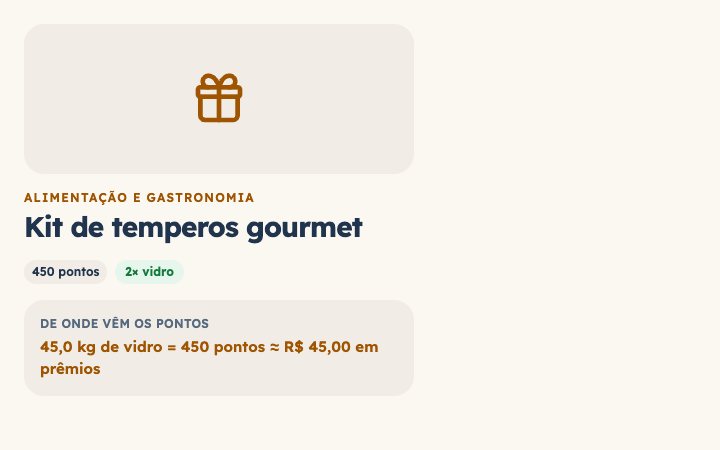 ALIMENTAÇÃO E GASTRONOMIA
Kit de temperos gourmet
450 pontos
2× vidro
DE ONDE VÊM OS PONTOS
45,0 kg de vidro = 450 pontos ≈ R$ 45,00 em
prêmios